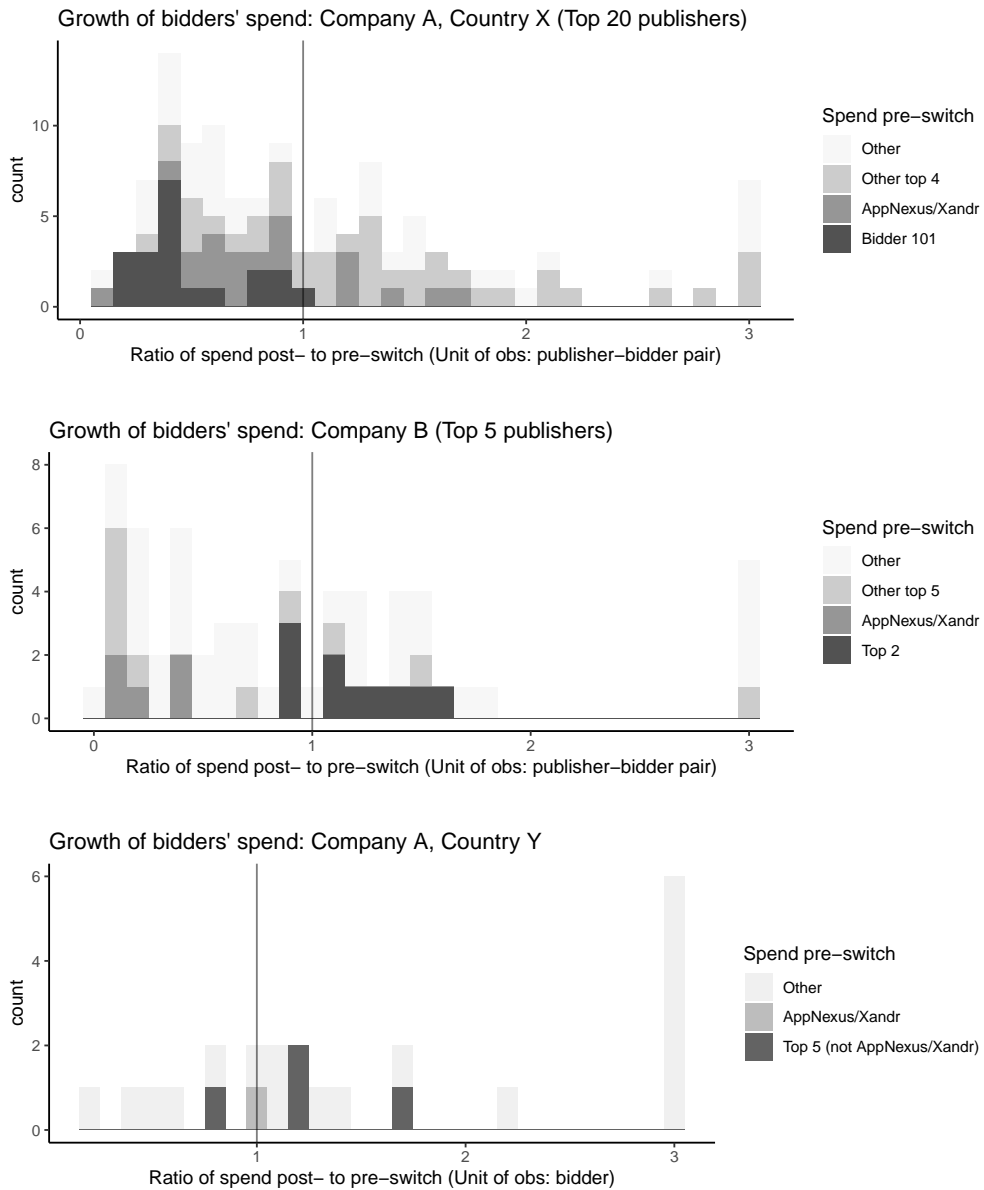 Growth of bidders' spend: Company A, Country X (Top 20 publishers)
10
5
0
count
0 1 2 3
Ratio of spend post− to pre−switch (Unit of obs: publisher−bidder pair)
Spend pre−switch
Other
Other top 4
AppNexus/Xandr
Bidder 101
Growth of bidders' spend: Company B (Top 5 publishers)
8
6
4
2
0
count
0 1 2 3
Ratio of spend post− to pre−switch (Unit of obs: publisher−bidder pair)
Spend pre−switch
Other
Other top 5
AppNexus/Xandr
Top 2
Growth of bidders' spend: Company A, Country Y
6
4
2
0
count
1 2 3
Ratio of spend post− to pre−switch (Unit of obs: bidder)
Spend pre−switch
Other
AppNexus/Xandr
Top 5 (not AppNexus/Xandr)